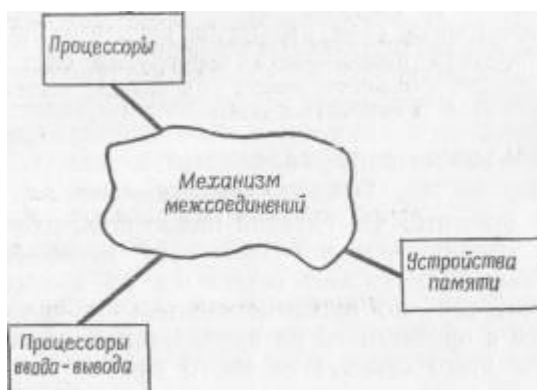 Процессоры
Механизм
межсоединений
Устройства
памяти
Процессоры
ввода-вывода